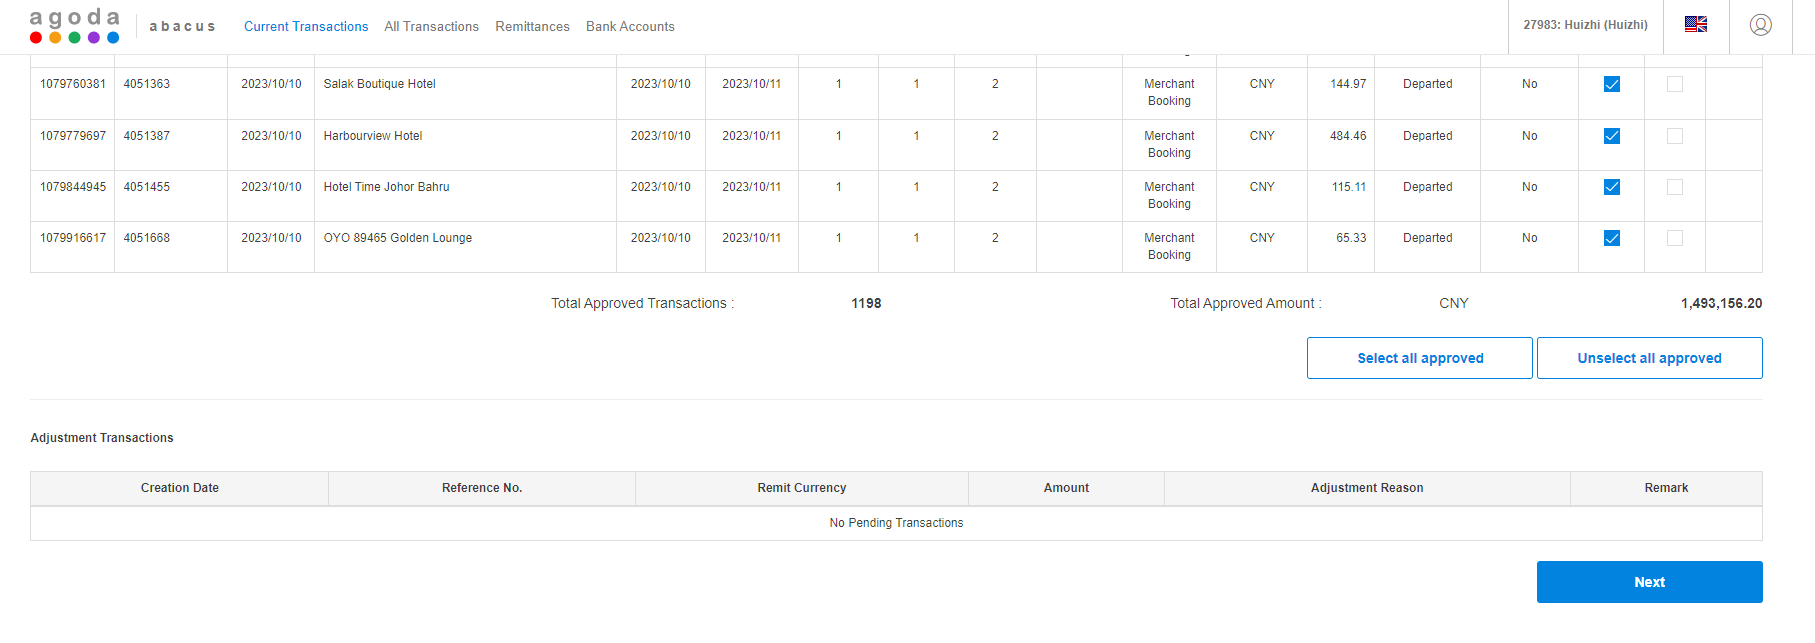 agoda abacus Current Transactions All Transactions Remittances Bank Accounts 27983: Huizhi (Huizhi)
1079760381 4051363 2023/10/10 Salak Boutique Hotel 2023/10/10 2023/10/11 1 1 2 Merchant CNY 144.97 Departed No
Booking
1079779697 4051387 2023/10/10 Harbourview Hotel 2023/10/10 2023/10/11 1 1 2 Merchant CNY 484.46 Departed No
Booking
1079844945 4051455 2023/10/10 Hotel Time Johor Bahru 2023/10/10 2023/10/11 1 1 2 Merchant CNY 115.11 Departed No
Booking
1079916617 4051668 2023/10/10 OYO 89465 Golden Lounge 2023/10/10 2023/10/11 1 1 2 Merchant CNY 65.33 Departed No
Booking
Total Approved Transactions : 1198 Total Approved Amount : CNY 1,493,156.20
Select all approved Unselect all approved
Adjustment Transactions
Creation Date Reference No. Remit Currency Amount Adjustment Reason Remark
No Pending Transactions
Next